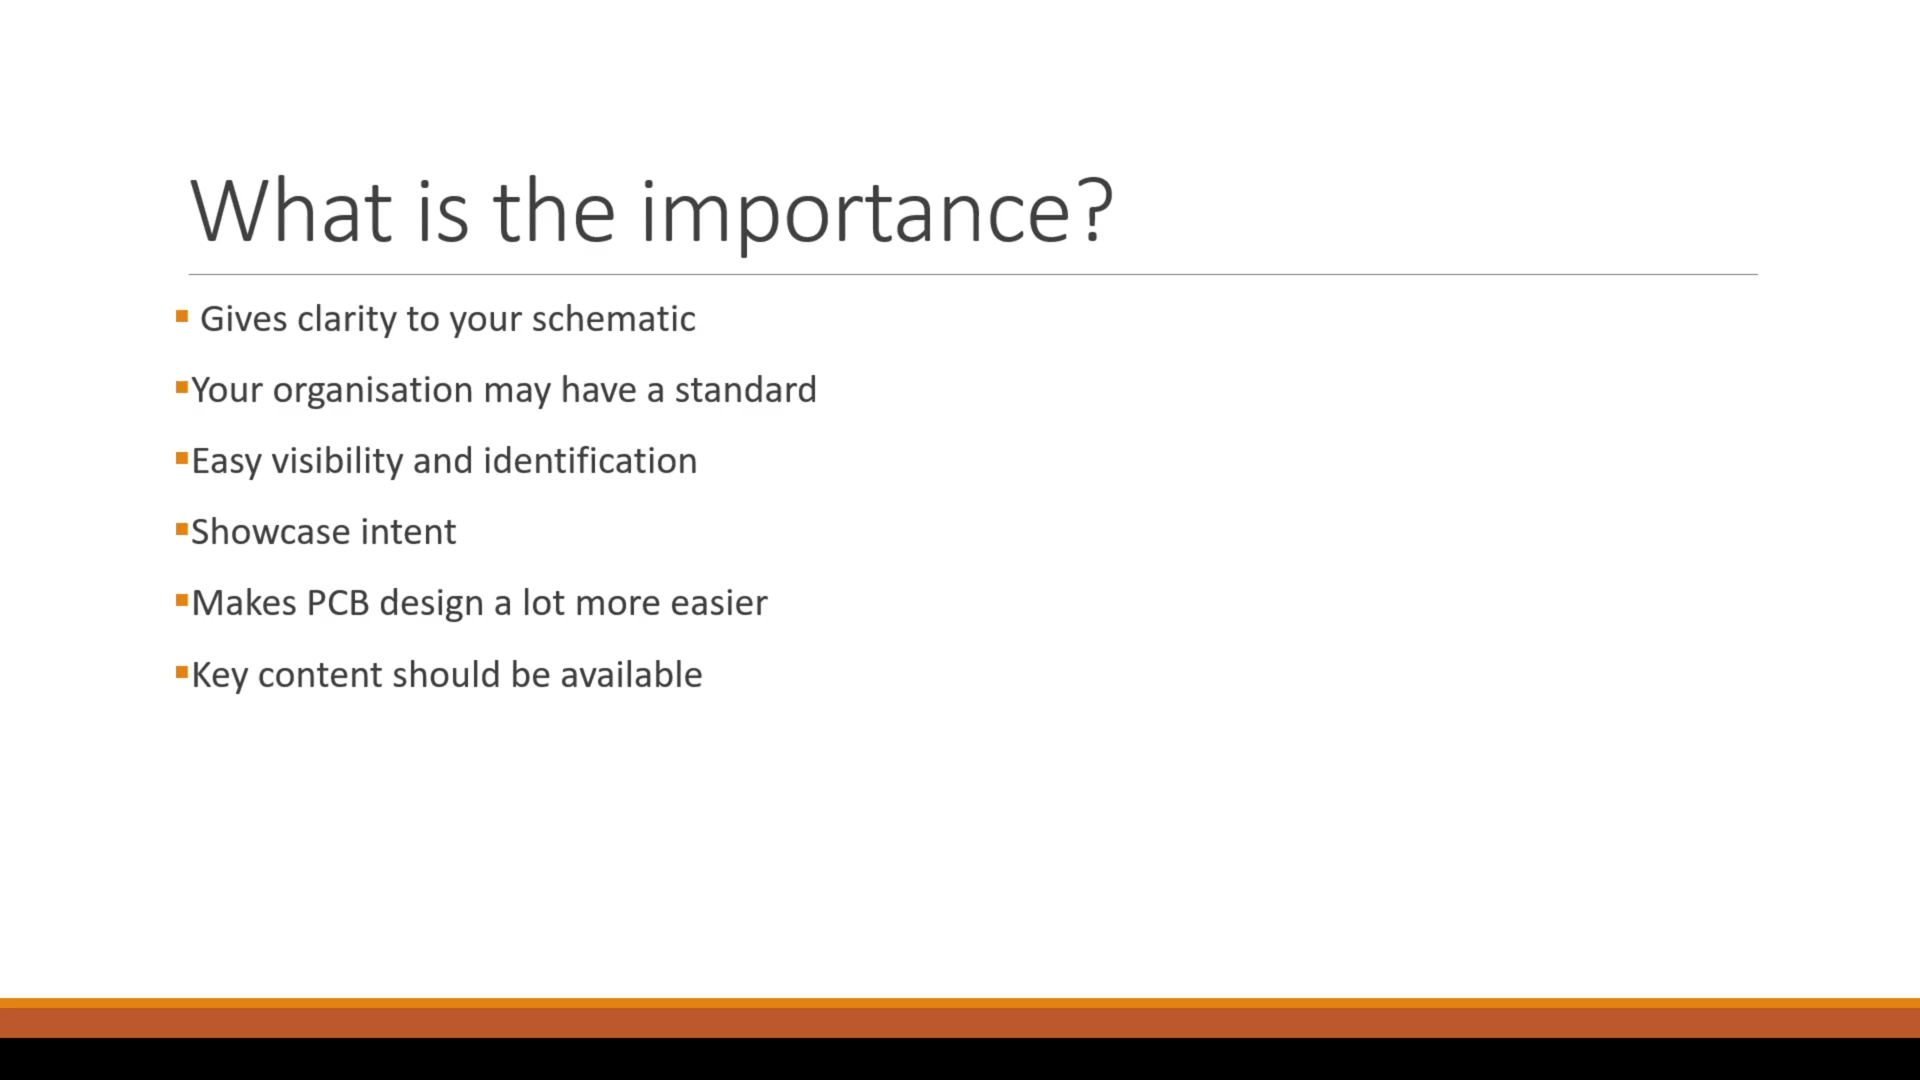 What is the importance?
Gives clarity to your schematic
Your organisation may have a standard
Easy visibility and identification
Showcase intent
Makes PCB design a lot more easier
Key content should be available